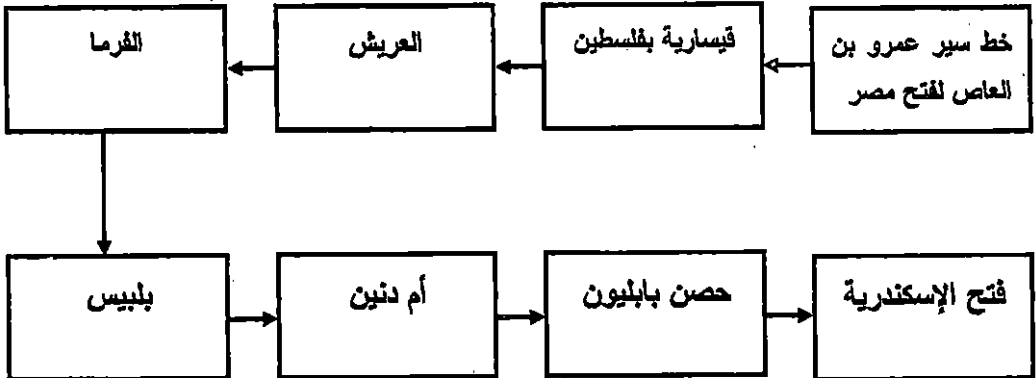 خط سير عمرو بن
العاص لفتح مصر
قيسارية بفلسطين
العريش
الفرما
بلبيس
أم دنين
حصن بابليون
فتح الإسكندرية